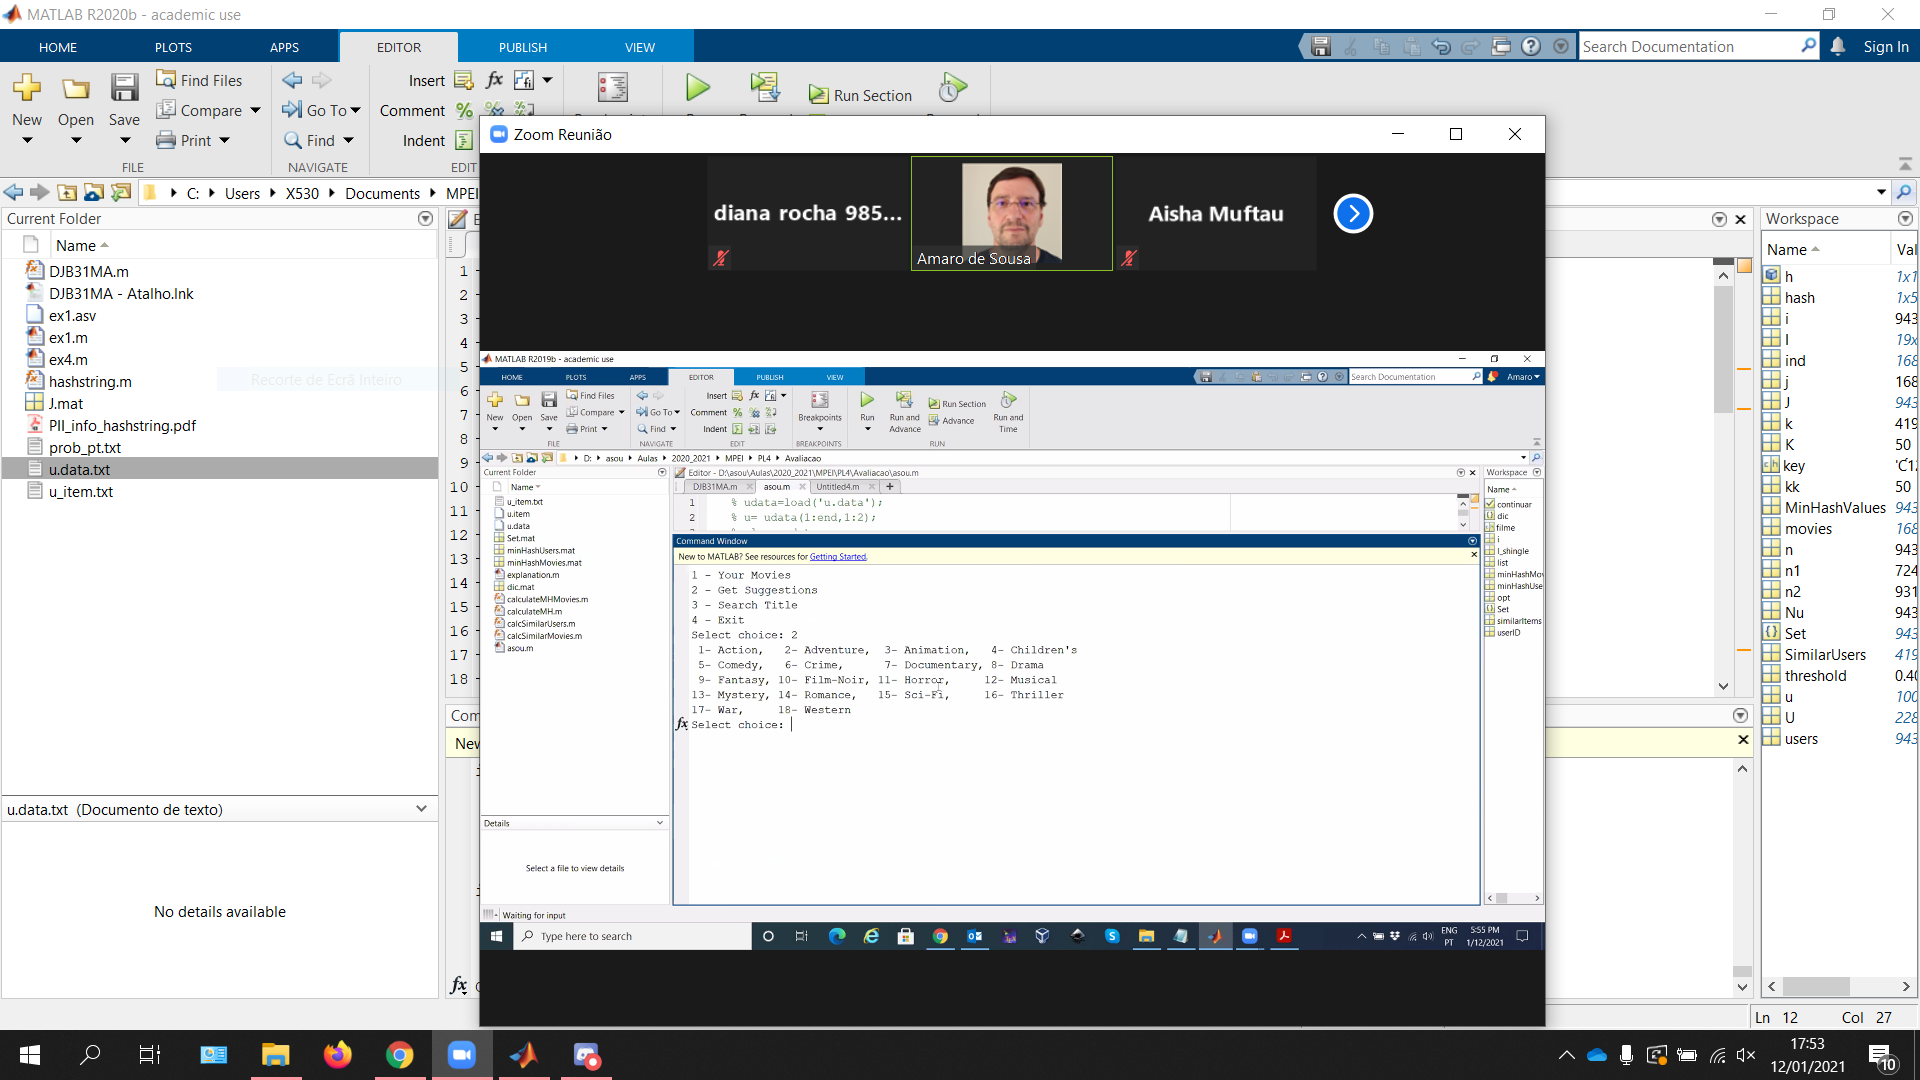 MATLAB R2020b - academic use
HOME PLOTS APPS EDITOR PUBLISH VIEW
Search Documentation
Sign In
New Open Save
Find Files
Compare
Print
FILE
Go To
Find
NAVIGATE
Insert
Comment
Indent
EDIT
Run Section
C: Users X530 Documents MPEI
Current Folder
Name
DJB31MA.m
DJB31MA - Atalho.lnk
ex1.asv
ex1.m
ex4.m
hashstring.m
J.mat
PII_info_hashstring.pdf
prob_pt.txt
u.data.txt
u_item.txt
Recorte de Ecrã Inteiro
u.data.txt (Documento de texto)
No details available
1
2
3
4
5
6
7
8
9
10
11
12
13
14
15
16
17
18
Com
New
Zoom Reunião
diana rocha 985...
Amaro de Sousa
Aisha Muftau
MATLAB R2019b - academic use
HOME PLOTS APPS EDITOR PUBLISH VIEW
Search Documentation
Amaro
New Open Save
Find Files
Compare
Print
FILE
Go To
Find
NAVIGATE
Insert
Comment
Indent
EDIT
Breakpoints
BREAKPOINTS
Run
Run and Advance
Run Section
Advance
Run and Time
RUN
D: asou Aulas 2020_2021 MPEI PL4 Avaliacao
Current Folder
Name
u_item.txt
u.item
u.data
Set.mat
minHashUsers.mat
minHashMovies.mat
explanation.m
dic.mat
calculateMHMovies.m
calculateMH.m
calcSimilarUsers.m
calcSimilarMovies.m
asou.m
Details
Select a file to view details
Editor - D:\asou\Aulas\2020_2021\MPEI\PL4\Avaliacao\asou.m
DJB31MA.m asou.m Untitled4.m
1 % udata=load('u.data');
2 % u= udata(1:end,1:2);
Command Window
New to MATLAB? See resources for Getting Started.
1 - Your Movies
2 - Get Suggestions
3 - Search Title
4 - Exit
Select choice: 2
1- Action, 2- Adventure, 3- Animation, 4- Children's
5- Comedy, 6- Crime, 7- Documentary, 8- Drama
9- Fantasy, 10- Film-Noir, 11- Horror, 12- Musical
13- Mystery, 14- Romance, 15- Sci-Fi, 16- Thriller
17- War, 18- Western
fx Select choice:
Workspace
Name
continuar
dic
filme
i
I_shingle
list
minHashMov
minHashUse
opt
Set
similarItems
userID
Waiting for input
Type here to search
ENG
PT
5:55 PM
1/12/2021
Workspace
Name Val
h 1x1
hash 1x5
i 943
I 19x
ind 168
j 168
J 943
k 419
K 50
key 'C12
kk 50
MinHashValues 943
movies 168
n 943
n1 724
n2 931
Nu 943
Set 943
SimilarUsers 419
threshold 0.40
u 100
U 228
users 943
fx
Ln 12 Col 27
17:53
12/01/2021
10